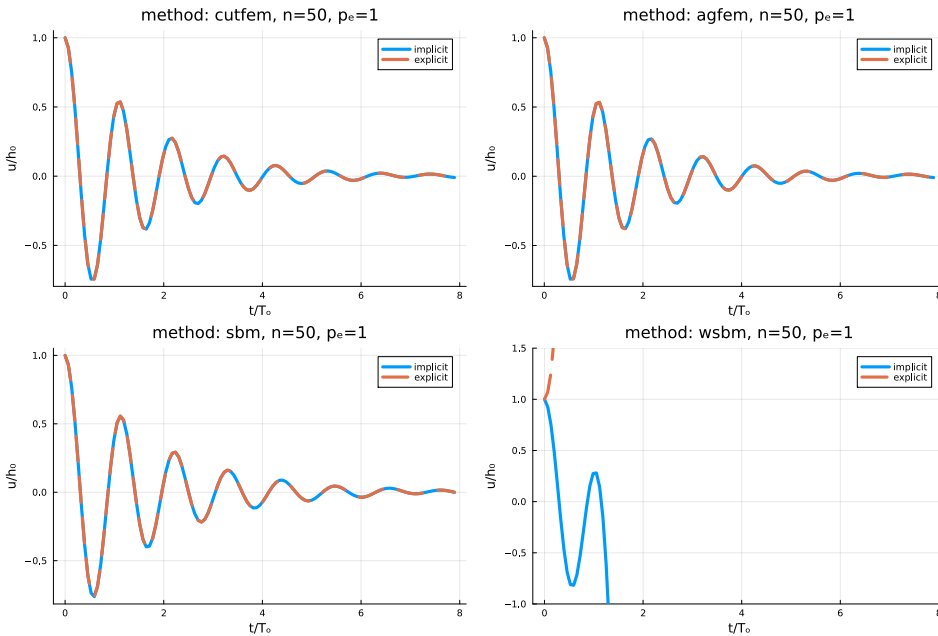 method: cutfem, n=50, pₑ=1
1.0
0.5
0.0
−0.5
u/h₀
0
2
4
6
8
t/Tₒ
implicit
explicit
method: agfem, n=50, pₑ=1
1.0
0.5
0.0
−0.5
u/h₀
0
2
4
6
8
t/Tₒ
implicit
explicit
method: sbm, n=50, pₑ=1
1.0
0.5
0.0
−0.5
u/h₀
0
2
4
6
8
t/Tₒ
implicit
explicit
method: wsbm, n=50, pₑ=1
1.5
1.0
0.5
0.0
−0.5
−1.0
u/h₀
0
2
4
6
8
t/Tₒ
implicit
explicit